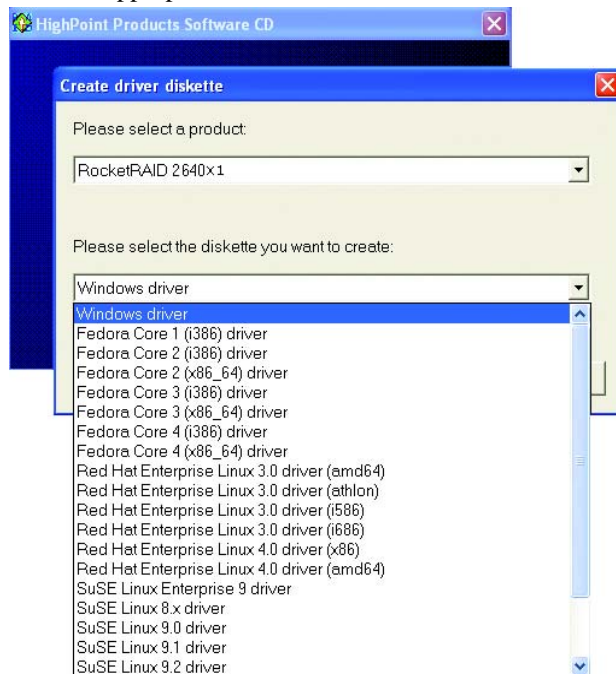 HighPoint Products Software CD
Create driver diskette
Please select a product:
RocketRAID 2640x1
Please select the diskette you want to create:
Windows driver
Windows driver
Fedora Core 1 (i386) driver
Fedora Core 2 (i386) driver
Fedora Core 2 (x86_64) driver
Fedora Core 3 (i386) driver
Fedora Core 3 (x86_64) driver
Fedora Core 4 (i386) driver
Fedora Core 4 (x86_64) driver
Red Hat Enterprise Linux 3.0 driver (amd64)
Red Hat Enterprise Linux 3.0 driver (athlon)
Red Hat Enterprise Linux 3.0 driver (i586)
Red Hat Enterprise Linux 3.0 driver (i686)
Red Hat Enterprise Linux 4.0 driver (x86)
Red Hat Enterprise Linux 4.0 driver (amd64)
SuSE Linux Enterprise 9 driver
SuSE Linux 8.x driver
SuSE Linux 9.0 driver
SuSE Linux 9.1 driver
SuSE Linux 9.2 driver